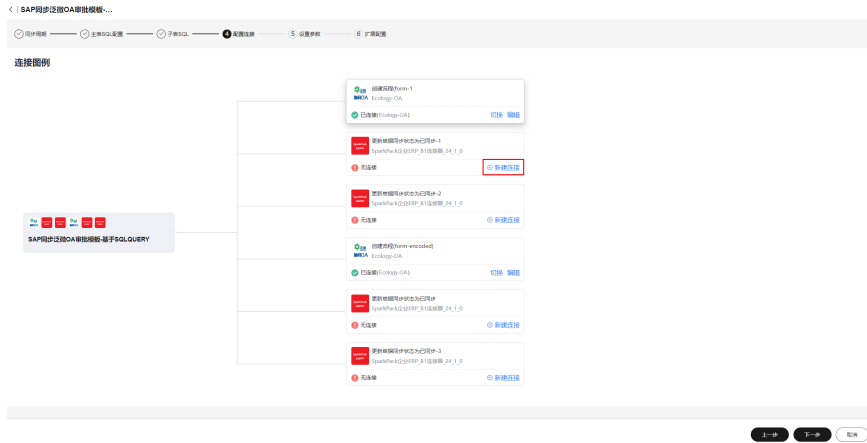 SAP同步泛微OA审批模板-...
同步周期
主表SQL配置
子表SQL
4 配置连接
5 设置参数
6 扩展配置
连接图例
创建流程(form-1
Ecology-OA
已连接(Ecology-OA)
切换 编辑
更新单据同步状态为已同步-1
SparkPack企业ERP_B1连接器_24_1_0
无连接
新建连接
更新单据同步状态为已同步-2
SparkPack企业ERP_B1连接器_24_1_0
无连接
新建连接
SAP同步泛微OA审批模板-基于SQLQUERY
创建流程(form-encoded)
Ecology-OA
已连接(Ecology-OA)
切换 编辑
更新单据同步状态为已同步
SparkPack企业ERP_B1连接器_24_1_0
无连接
新建连接
更新单据同步状态为已同步-3
SparkPack企业ERP_B1连接器_24_1_0
无连接
新建连接
上一步
下一步
取消